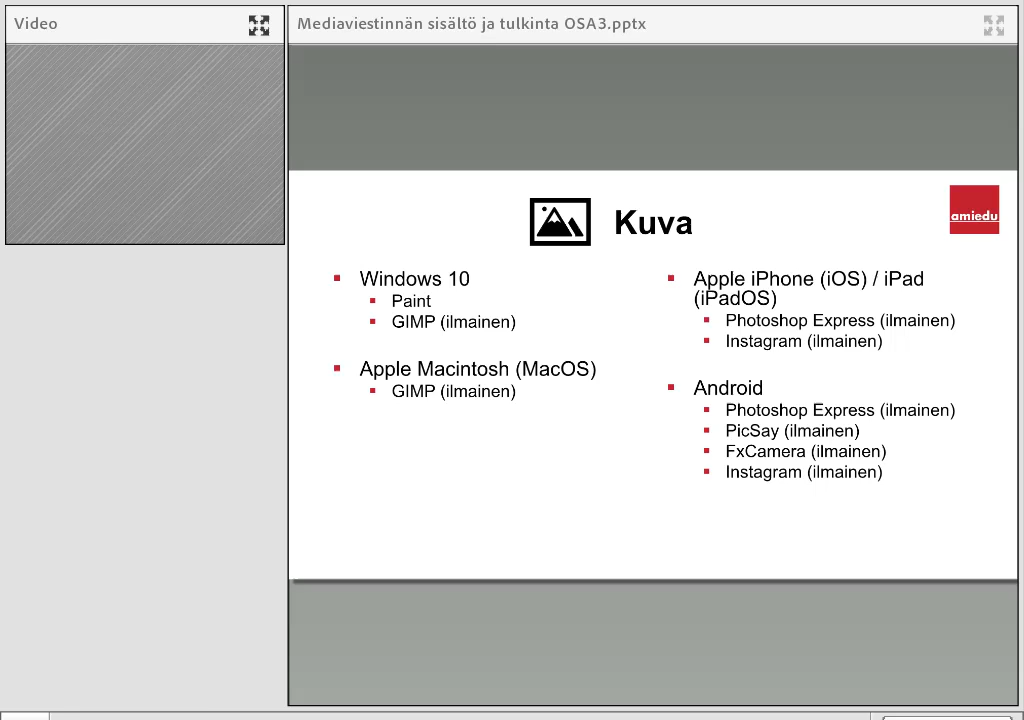 Video
Mediaviestinnän sisältö ja tulkinta OSA3.pptx
Kuva
amiedu
Windows 10
Paint
GIMP (ilmainen)
Apple Macintosh (MacOS)
GIMP (ilmainen)
Apple iPhone (iOS) / iPad
(iPadOS)
Photoshop Express (ilmainen)
Instagram (ilmainen)
Android
Photoshop Express (ilmainen)
PicSay (ilmainen)
FxCamera (ilmainen)
Instagram (ilmainen)